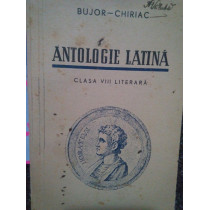 BUJOR—CHIRIAC
ANTOLOGIE LATINĂ
CLASA VIII LITERARĂ